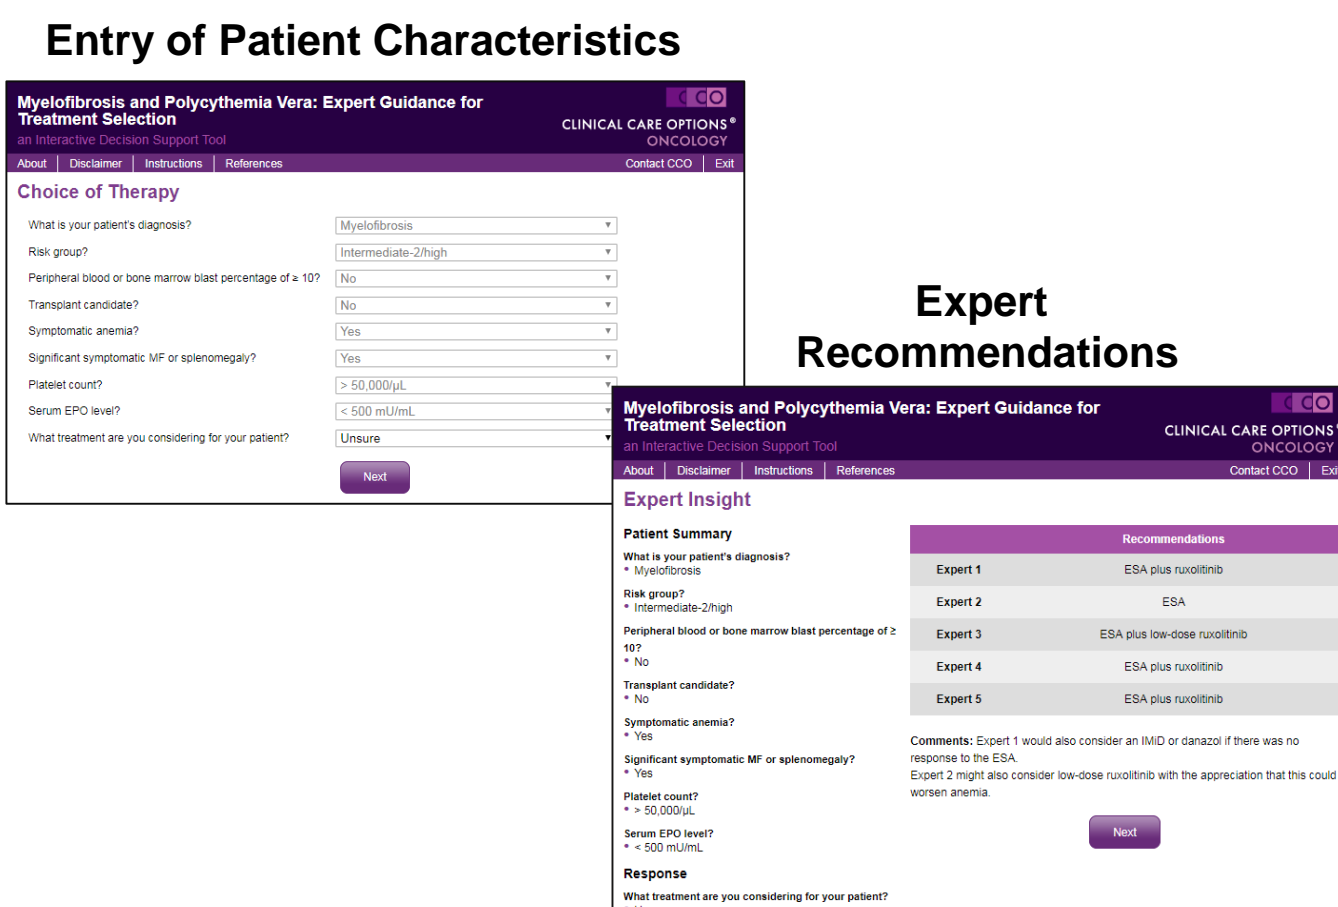 Entry of Patient Characteristics
Myelofibrosis and Polycythemia Vera: Expert Guidance for
Treatment Selection
an Interactive Decision Support Tool
CCO
CLINICAL CARE OPTIONS®
ONCOLOGY
About Disclaimer Instructions References Contact CCO Exit
Choice of Therapy
What is your patient's diagnosis? Myelofibrosis
Risk group? Intermediate-2/high
Peripheral blood or bone marrow blast percentage of ≥ 10? No
Transplant candidate? No
Symptomatic anemia? Yes
Significant symptomatic MF or splenomegaly? Yes
Platelet count? > 50,000/µL
Serum EPO level? < 500 mU/mL
What treatment are you considering for your patient? Unsure
Next
Expert
Recommendations
Myelofibrosis and Polycythemia Vera: Expert Guidance for
Treatment Selection
an Interactive Decision Support Tool
CCO
CLINICAL CARE OPTIONS
ONCOLOGY
About Disclaimer Instructions References Contact CCO
Expert Insight
Patient Summary
What is your patient's diagnosis?
• Myelofibrosis
Risk group?
• Intermediate-2/high
Peripheral blood or bone marrow blast percentage of ≥
10?
• No
Transplant candidate?
• No
Symptomatic anemia?
• Yes
Significant symptomatic MF or splenomegaly?
• Yes
Platelet count?
• > 50,000/µL
Serum EPO level?
• < 500 mU/mL
Response
What treatment are you considering for your patient?
Recommendations
Expert 1 ESA plus ruxolitinib
Expert 2 ESA
Expert 3 ESA plus low-dose ruxolitinib
Expert 4 ESA plus ruxolitinib
Expert 5 ESA plus ruxolitinib
Comments: Expert 1 would also consider an IMiD or danazol if there was no
response to the ESA.
Expert 2 might also consider low-dose ruxolitinib with the appreciation that this could
worsen anemia.
Next